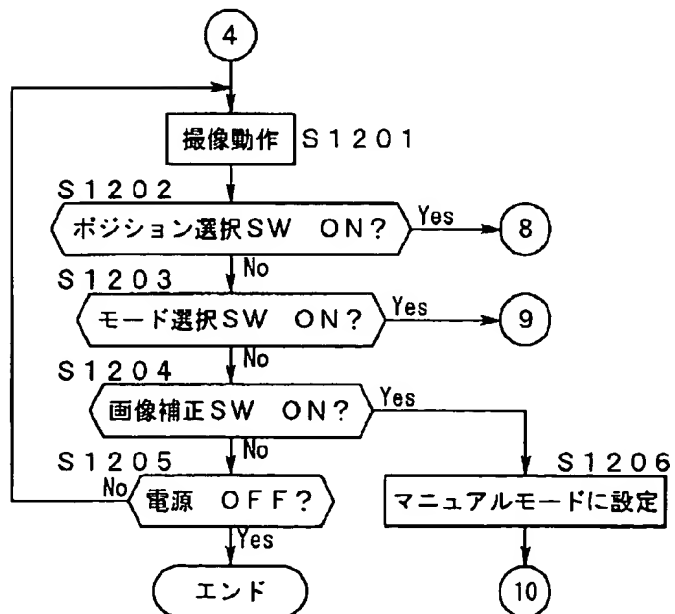 4
撮像動作 S1201
S1202
ポジション選択SW ON? Yes 8
No
S1203
モード選択SW ON? Yes 9
No
S1204
画像補正SW ON? Yes
No
S1205 S1206
No 電源 OFF? マニュアルモードに設定
Yes
エンド 10